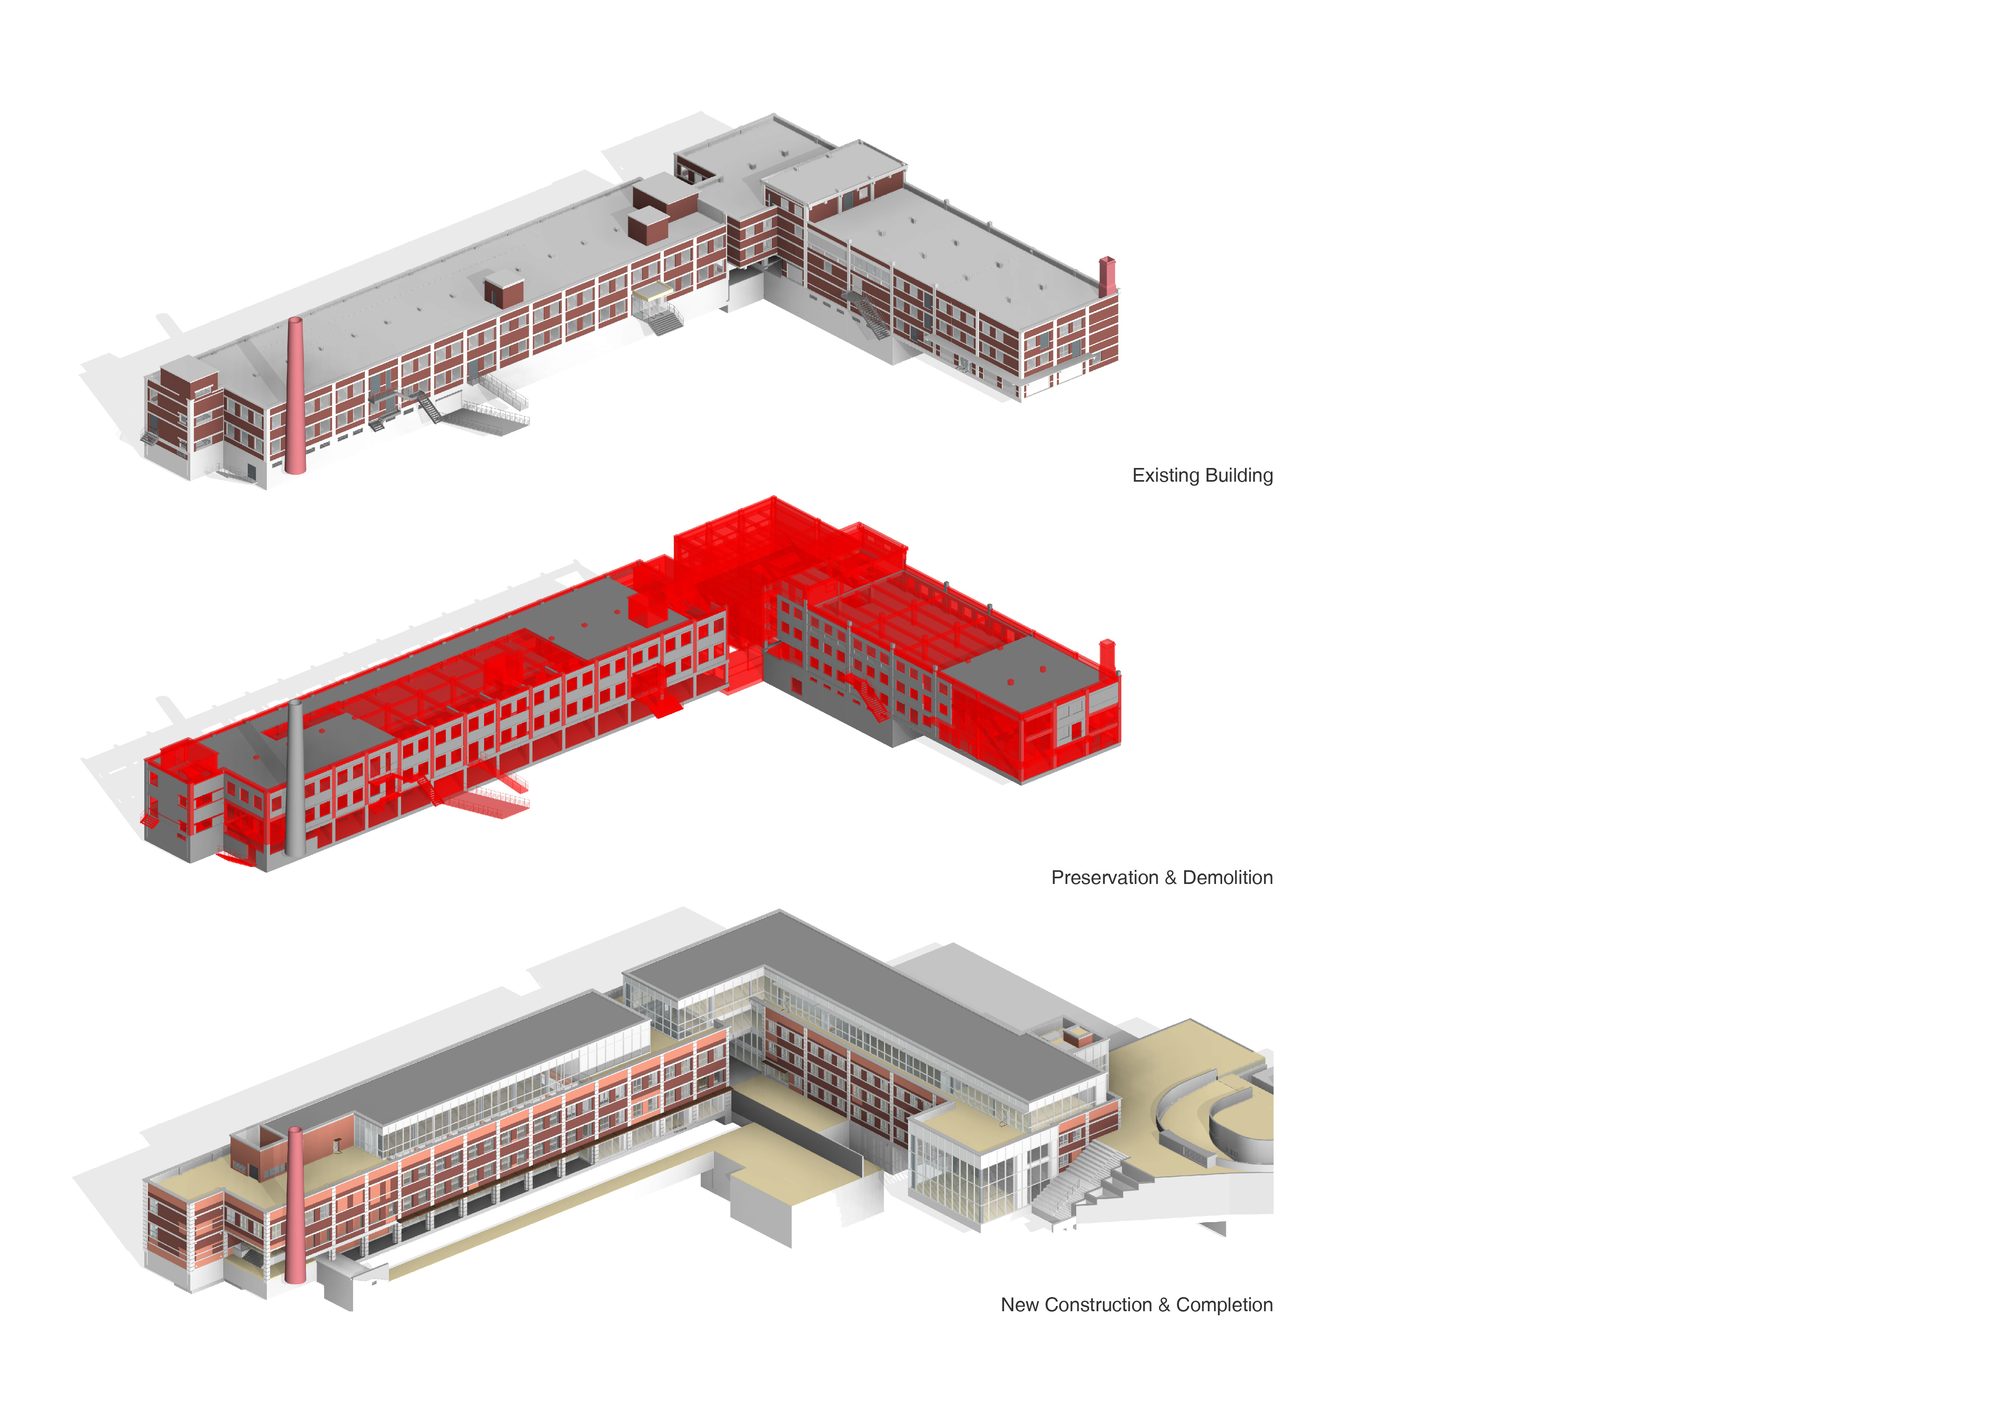 Existing Building
Preservation & Demolition
New Construction & Completion